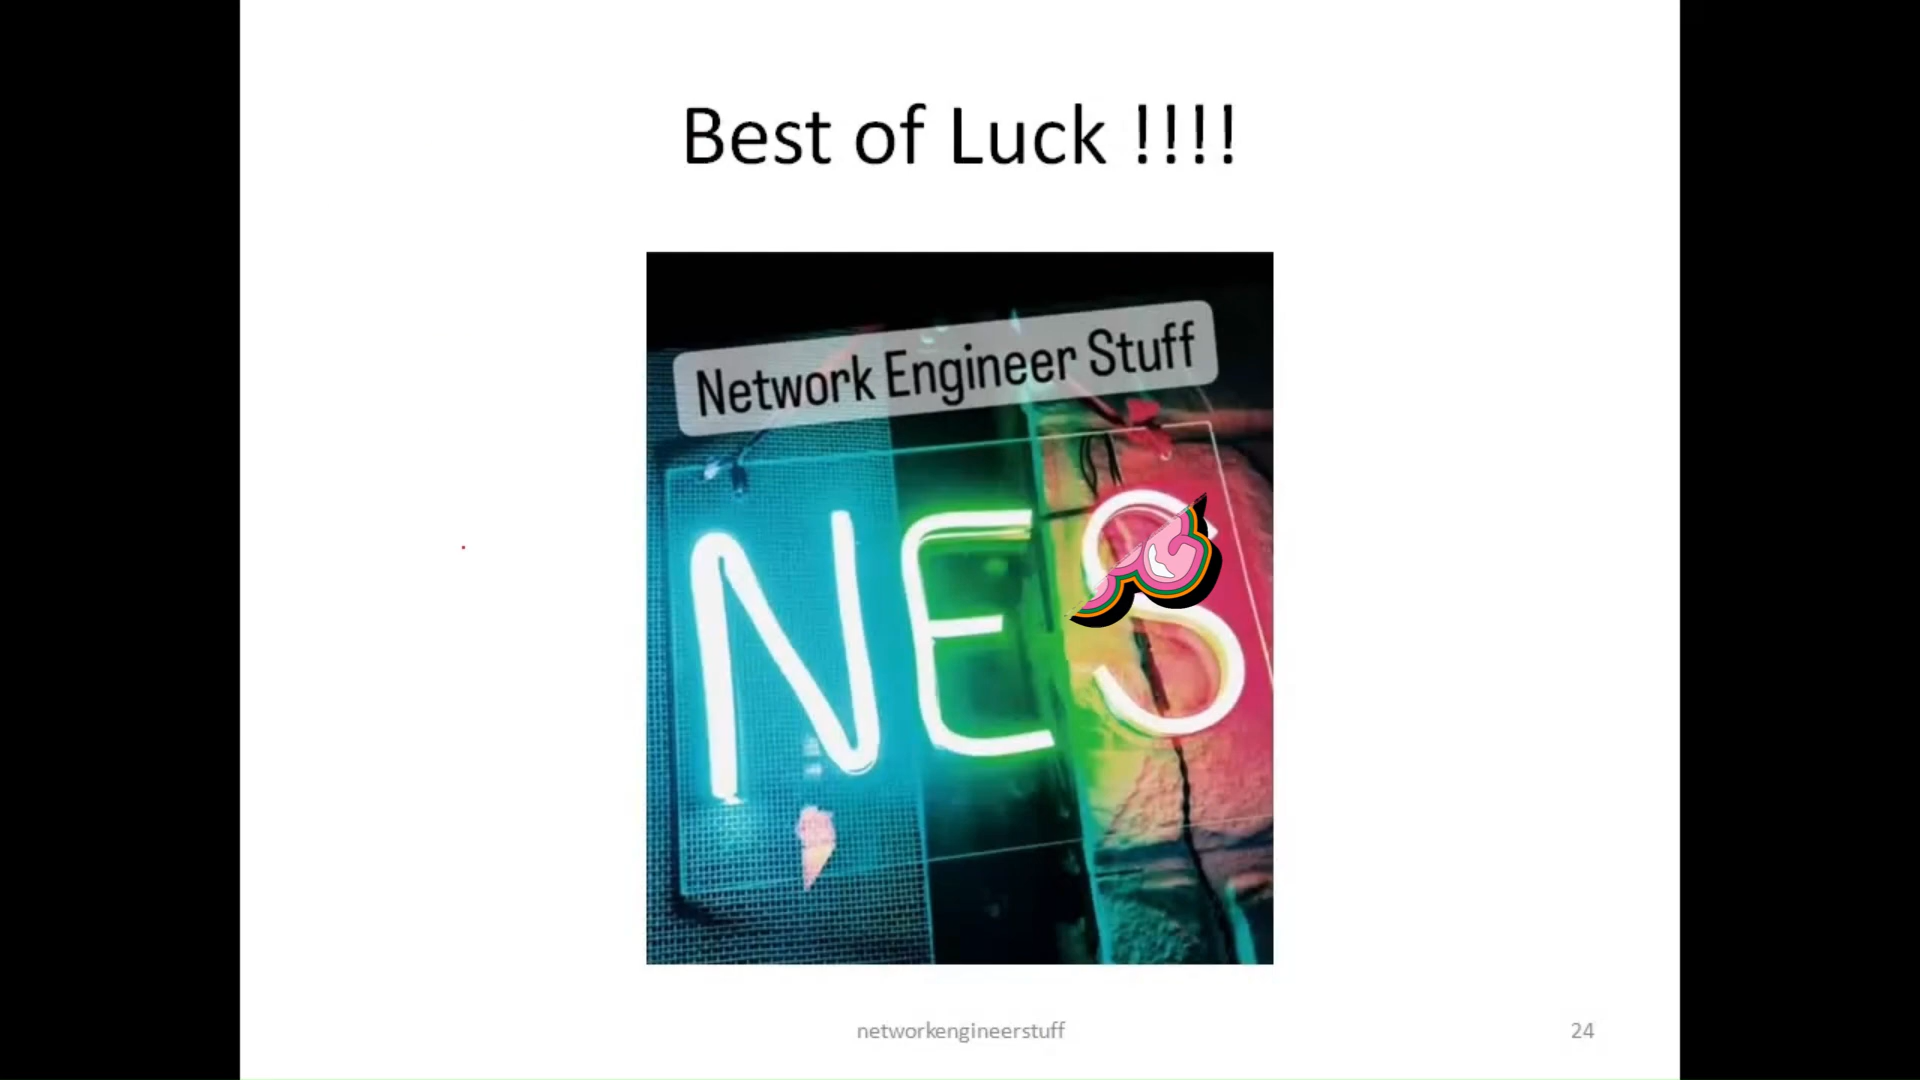 Best of Luck !!!!
Network Engineer Stuff
NES
networkengineerstuff
24